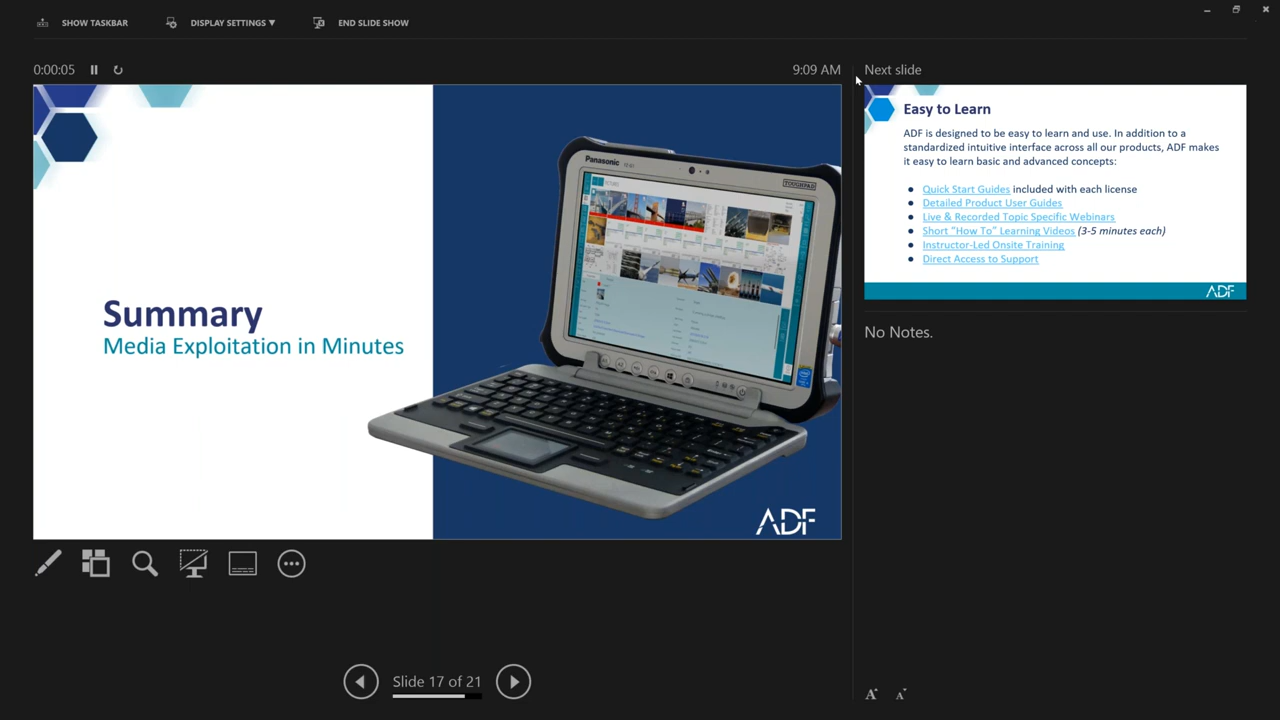 SHOW TASKBAR
DISPLAY SETTINGS ▼
END SLIDE SHOW
0:00:05
9:09 AM
Next slide
Summary
Media Exploitation in Minutes
Panasonic
TOUGHPAD
ADF
Easy to Learn
ADF is designed to be easy to learn and use. In addition to a
standardized intuitive interface across all our products, ADF makes
it easy to learn basic and advanced concepts:
● Quick Start Guides included with each license
● Detailed Product User Guides
● Live & Recorded Topic Specific Webinars
● Short “How To” Learning Videos (3-5 minutes each)
● Instructor-Led Onsite Training
● Direct Access to Support
ADF
No Notes.
Slide 17 of 21
A
A